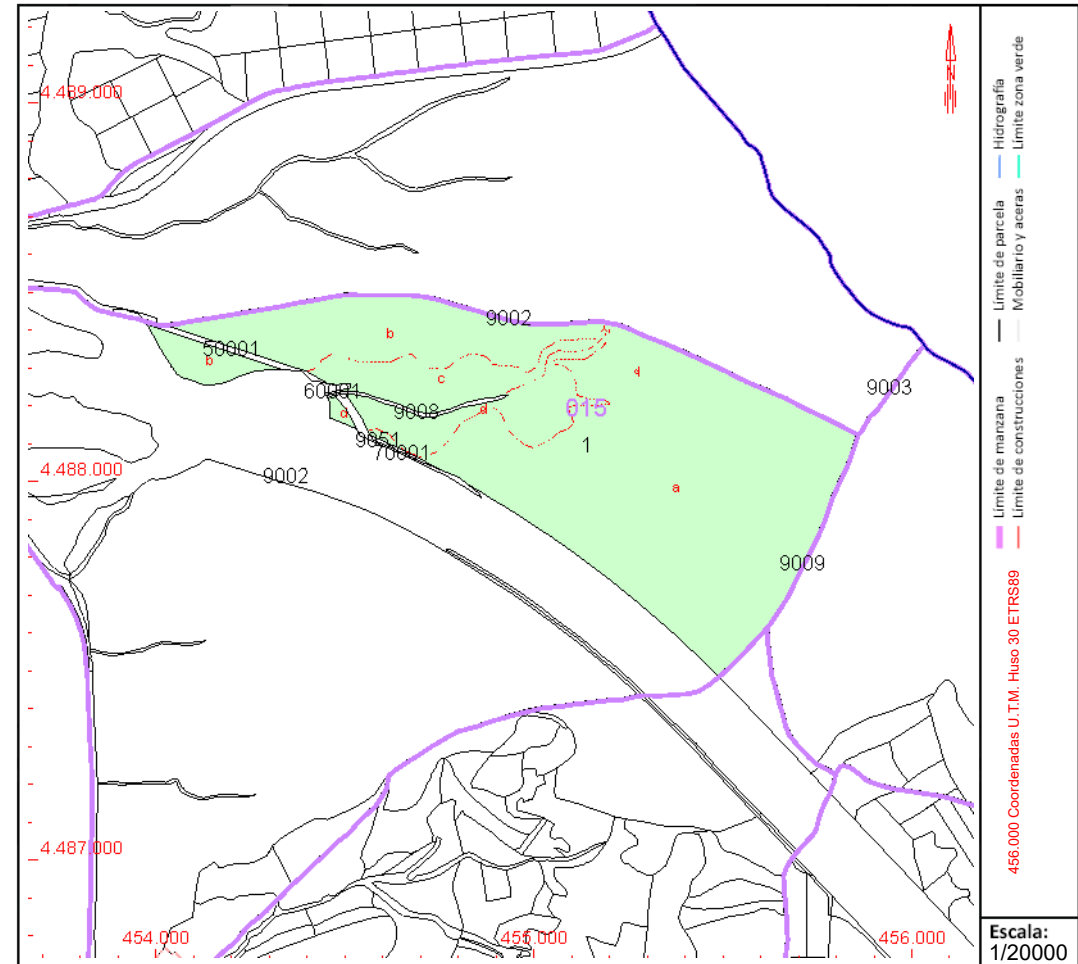 4.489.000
N
9002
b
50001
b
c
d
9003
60001
015
d
9008
d
1
9051
70001
4.488.000
9002
a
9009
4.487.000
454.000
455.000
456.000
456.000 Coordenadas U.T.M. Huso 30 ETRS89
Límite de manzana
Límite de construcciones
Límite de parcela
Mobiliario y aceras
Hidrografía
Límite zona verde
Escala:
1/20000